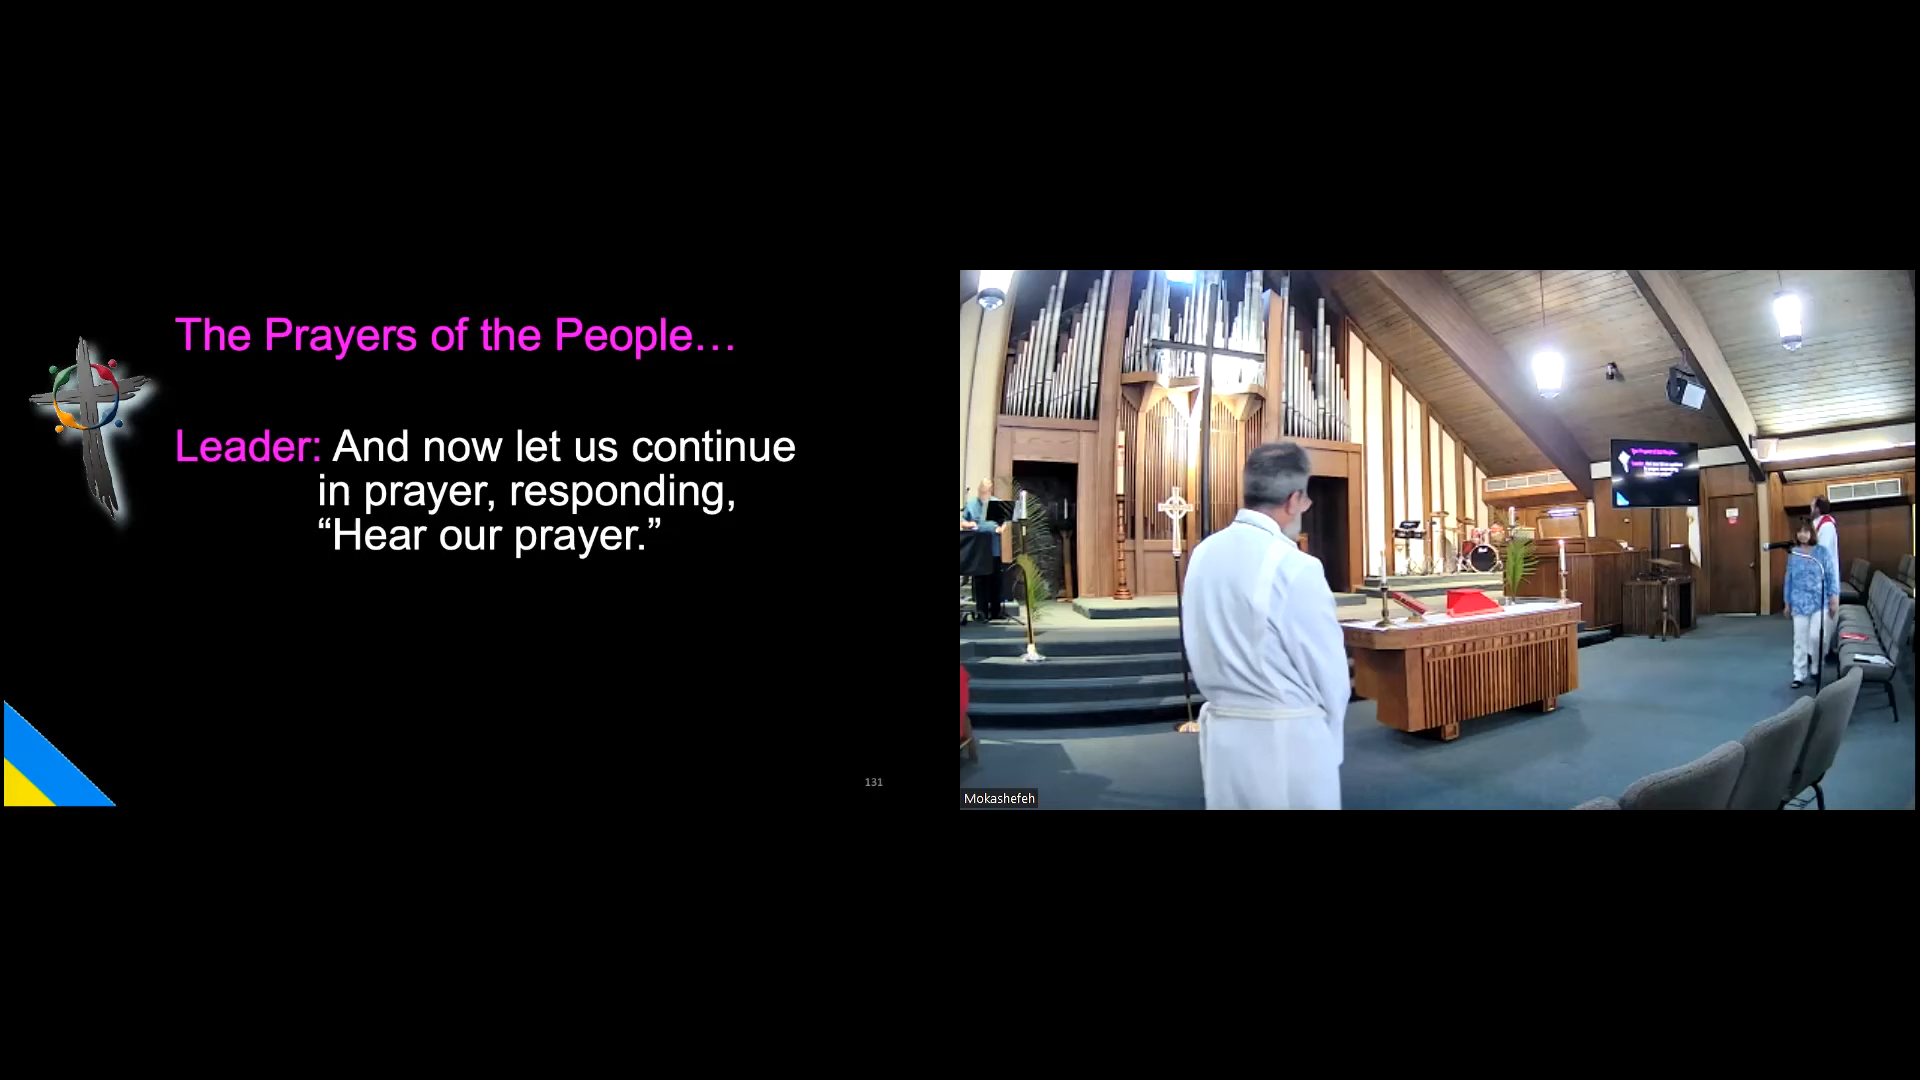 The Prayers of the People…
Leader: And now let us continue
in prayer, responding,
“Hear our prayer.”
131
Mokashefeh